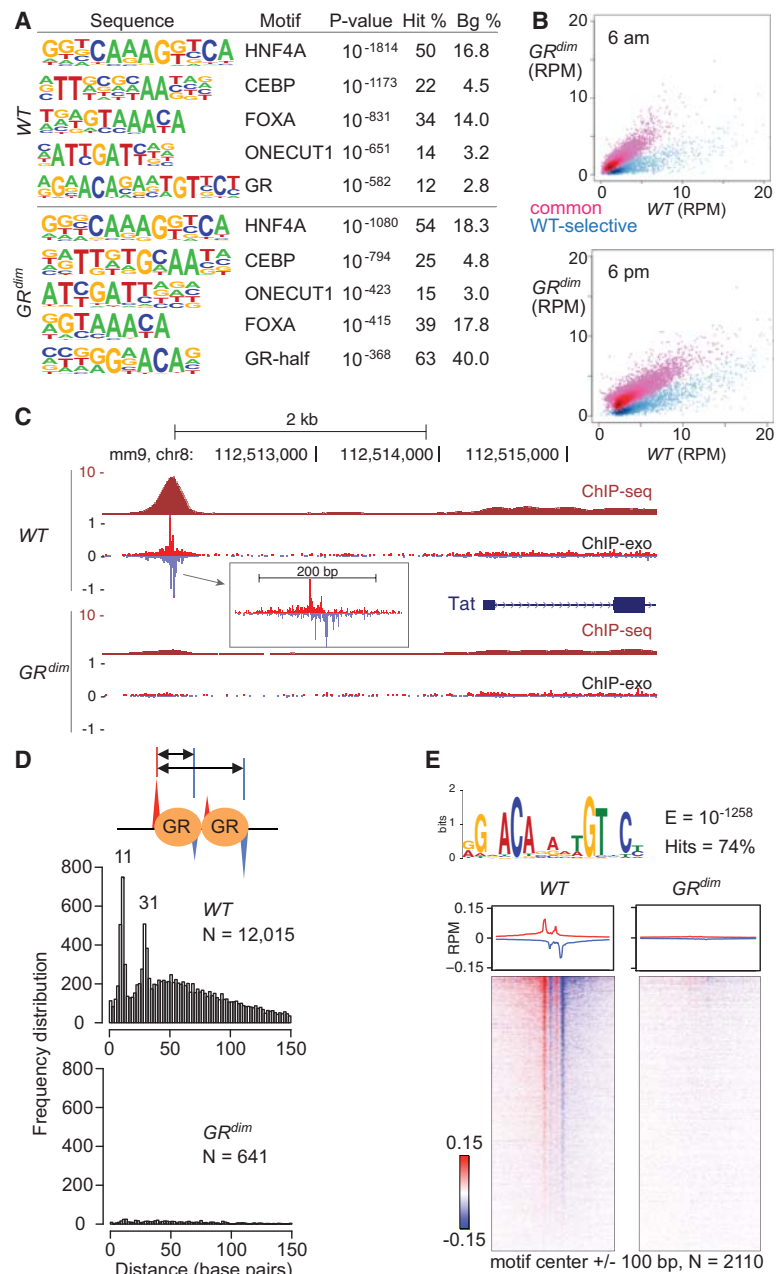 A
Sequence Motif P-value Hit % Bg %
WT
HNF4A 10-1814 50 16.8
CEBP 10-1173 22 4.5
FOXA 10-831 34 14.0
ONECUT1 10-651 14 3.2
GR 10-582 12 2.8
GRdim
HNF4A 10-1080 54 18.3
CEBP 10-794 25 4.8
ONECUT1 10-423 15 3.0
FOXA 10-415 39 17.8
GR-half 10-368 63 40.0
B
20
GRdim
(RPM)
6 am
10
0
0 10 20
common
WT (RPM)
WT-selective
20
GRdim
(RPM)
6 pm
10
0
0 10 20
WT (RPM)
C
2 kb
mm9, chr8: 112,513,000 112,514,000 112,515,000
10 -
ChIP-seq
WT
1 -
ChIP-exo
0 -
-1 -
200 bp
Tat
10 -
ChIP-seq
GRdim
1 -
ChIP-exo
0 -
-1 -
D
GR GR
11
31
800
600
400
200
0
WT
N = 12,015
0 50 100 150
Frequency distribution
800
600
400
200
0
GRdim
N = 641
0 50 100 150
Distance (base pairs)
E
2
1
0
bits
E = 10-1258
Hits = 74%
WT GRdim
0.15
0
-0.15
RPM
0.15
-0.15
motif center +/- 100 bp, N = 2110